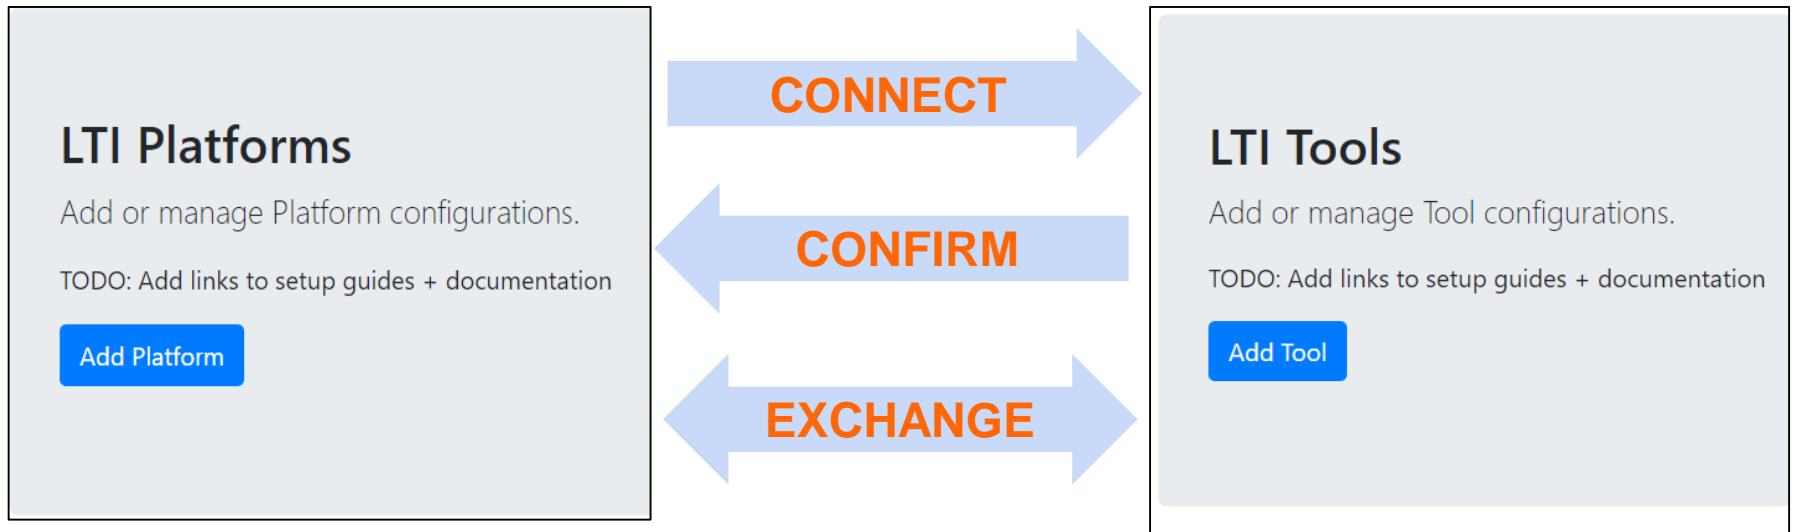 LTI Platforms
Add or manage Platform configurations.
TODO: Add links to setup guides + documentation
Add Platform
CONNECT
CONFIRM
EXCHANGE
LTI Tools
Add or manage Tool configurations.
TODO: Add links to setup guides + documentation
Add Tool